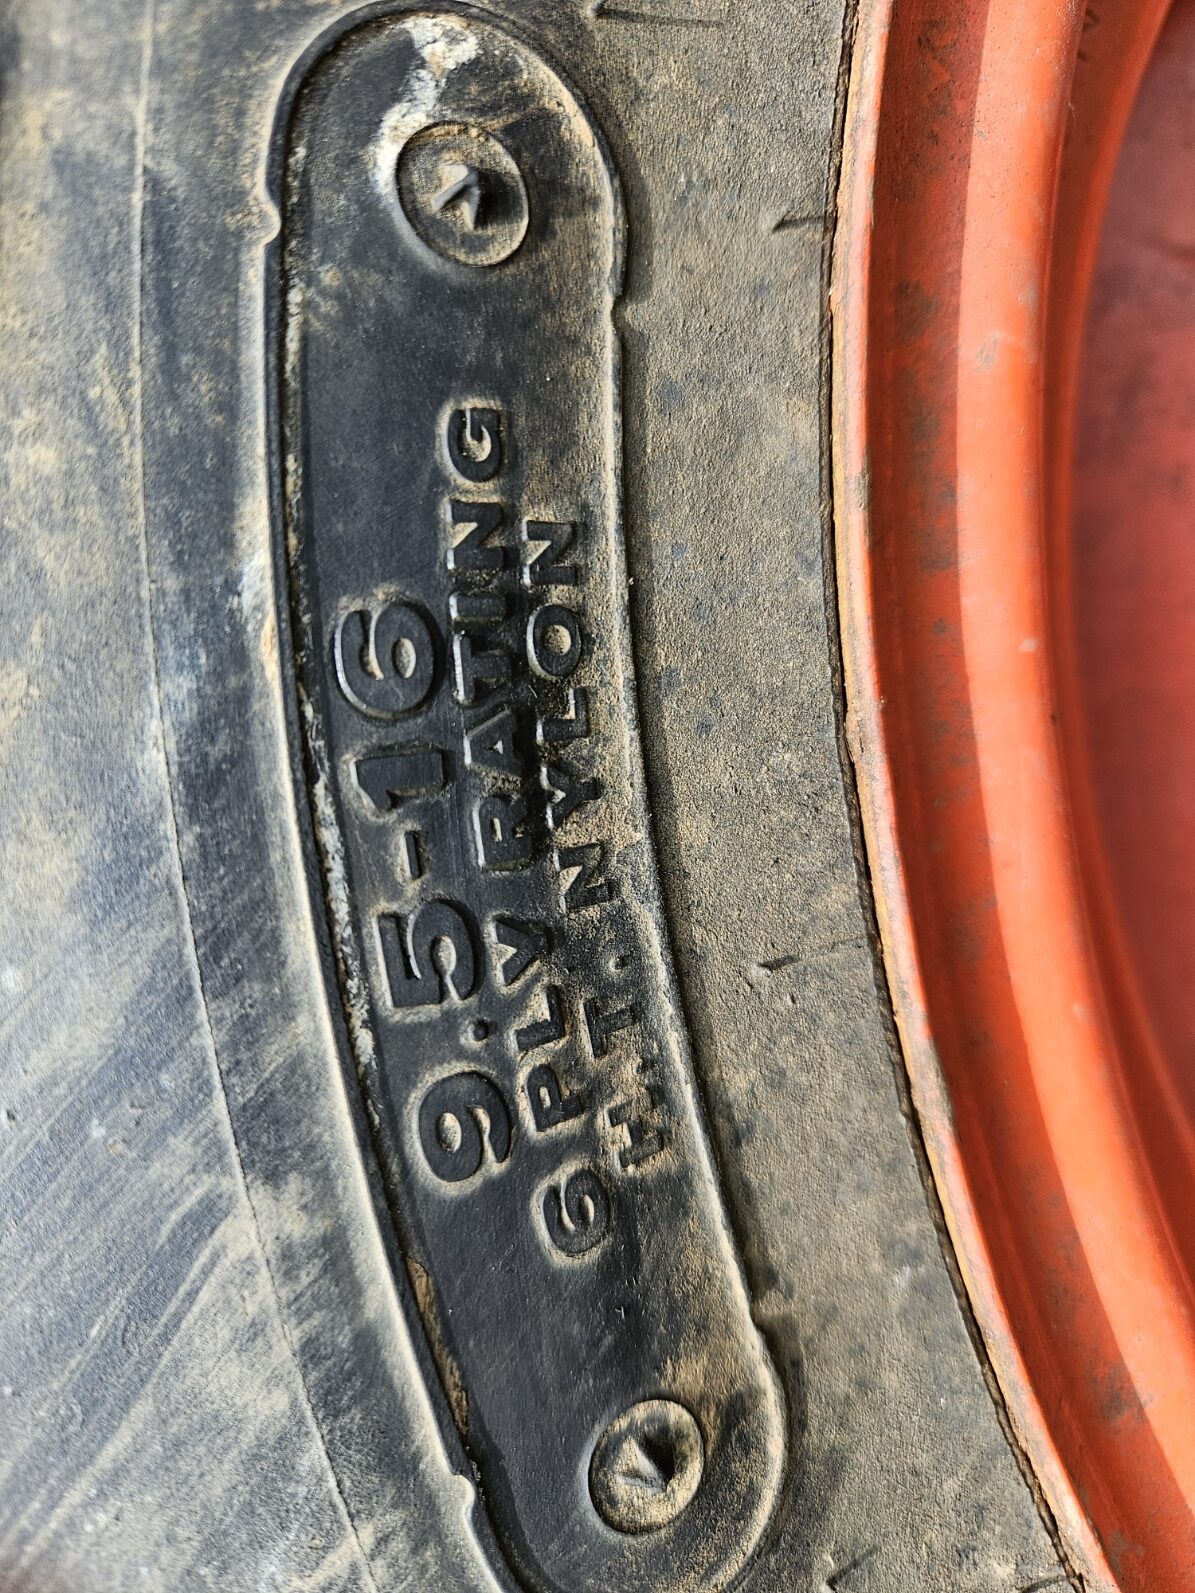 9.5-16
6 PLY RATING
H.T. NYLON